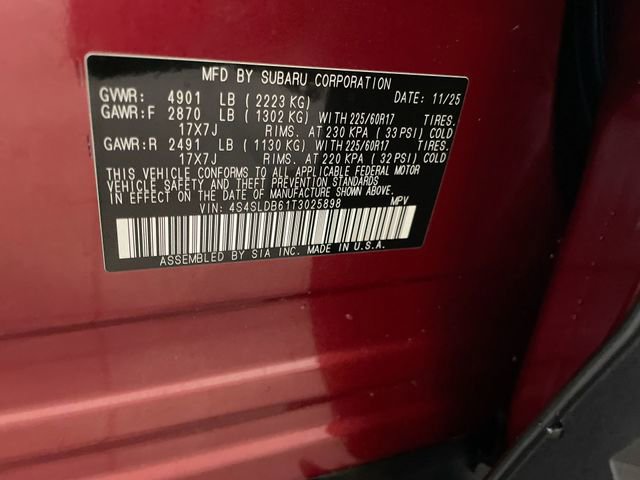 MFD BY SUBARU CORPORATION
GVWR: 4901 LB ( 2223 KG) DATE: 11/25
GAWR:F 2870 LB ( 1302 KG) WITH 225/60R17 TIRES.
17X7J RIMS. AT 230 KPA ( 33 PSI) COLD
GAWR:R 2491 LB ( 1130 KG) WITH 225/60R17 TIRES.
17X7J RIMS. AT 220 KPA ( 32 PSI) COLD
THIS VEHICLE CONFORMS TO ALL APPLICABLE U.S. FEDERAL MOTOR
VEHICLE SAFETY AND THEFT PREVENTION STANDARDS
IN EFFECT ON THE DATE OF MANUFACTURE SHOWN ABOVE.
VIN: 4S4SLDB61T3025898 MPV
ASSEMBLED BY SIA INC. MADE IN U.S.A.